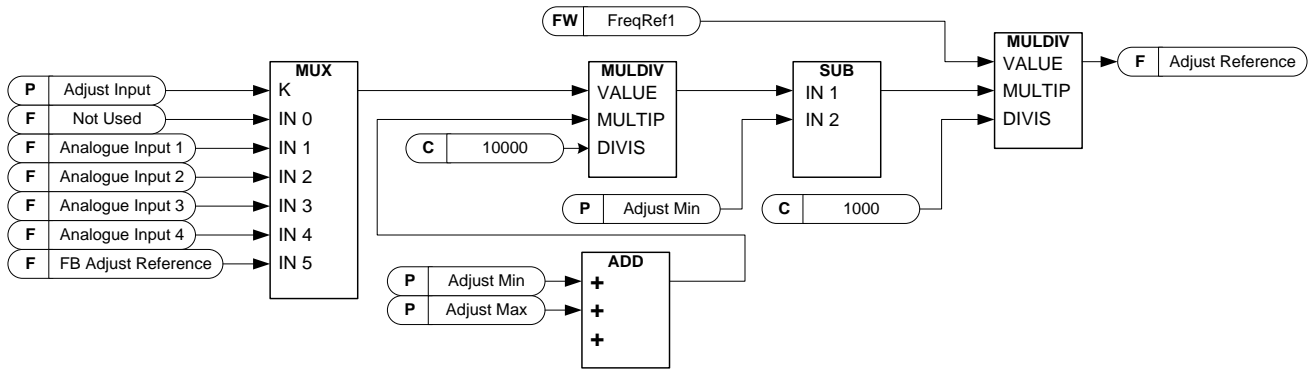 FW FreqRef1
MUX
P Adjust Input
K
F Not Used
IN 0
F Analogue Input 1
IN 1
F Analogue Input 2
IN 2
F Analogue Input 3
IN 3
F Analogue Input 4
IN 4
F FB Adjust Reference
IN 5
MULDIV
VALUE
MULTIP
DIVIS
C 10000
SUB
IN 1
IN 2
P Adjust Min
C 1000
MULDIV
VALUE
MULTIP
DIVIS
F Adjust Reference
ADD
P Adjust Min
+
P Adjust Max
+
+